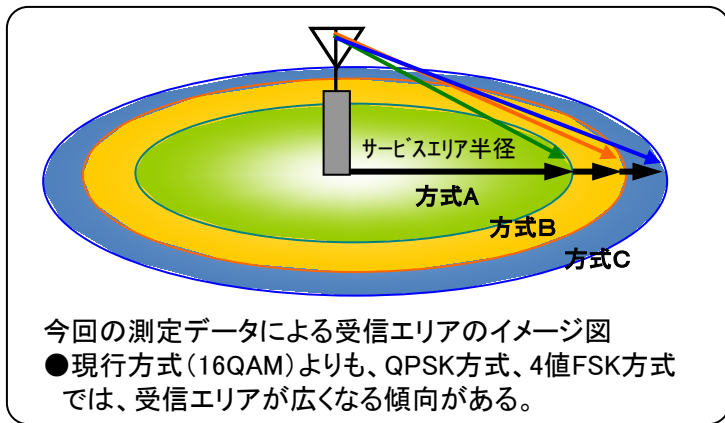 サービスエリア半径
方式A
方式B
方式C
今回の測定データによる受信エリアのイメージ図
●現行方式(16QAM)よりも、QPSK方式、4値FSK方式
では、受信エリアが広くなる傾向がある。